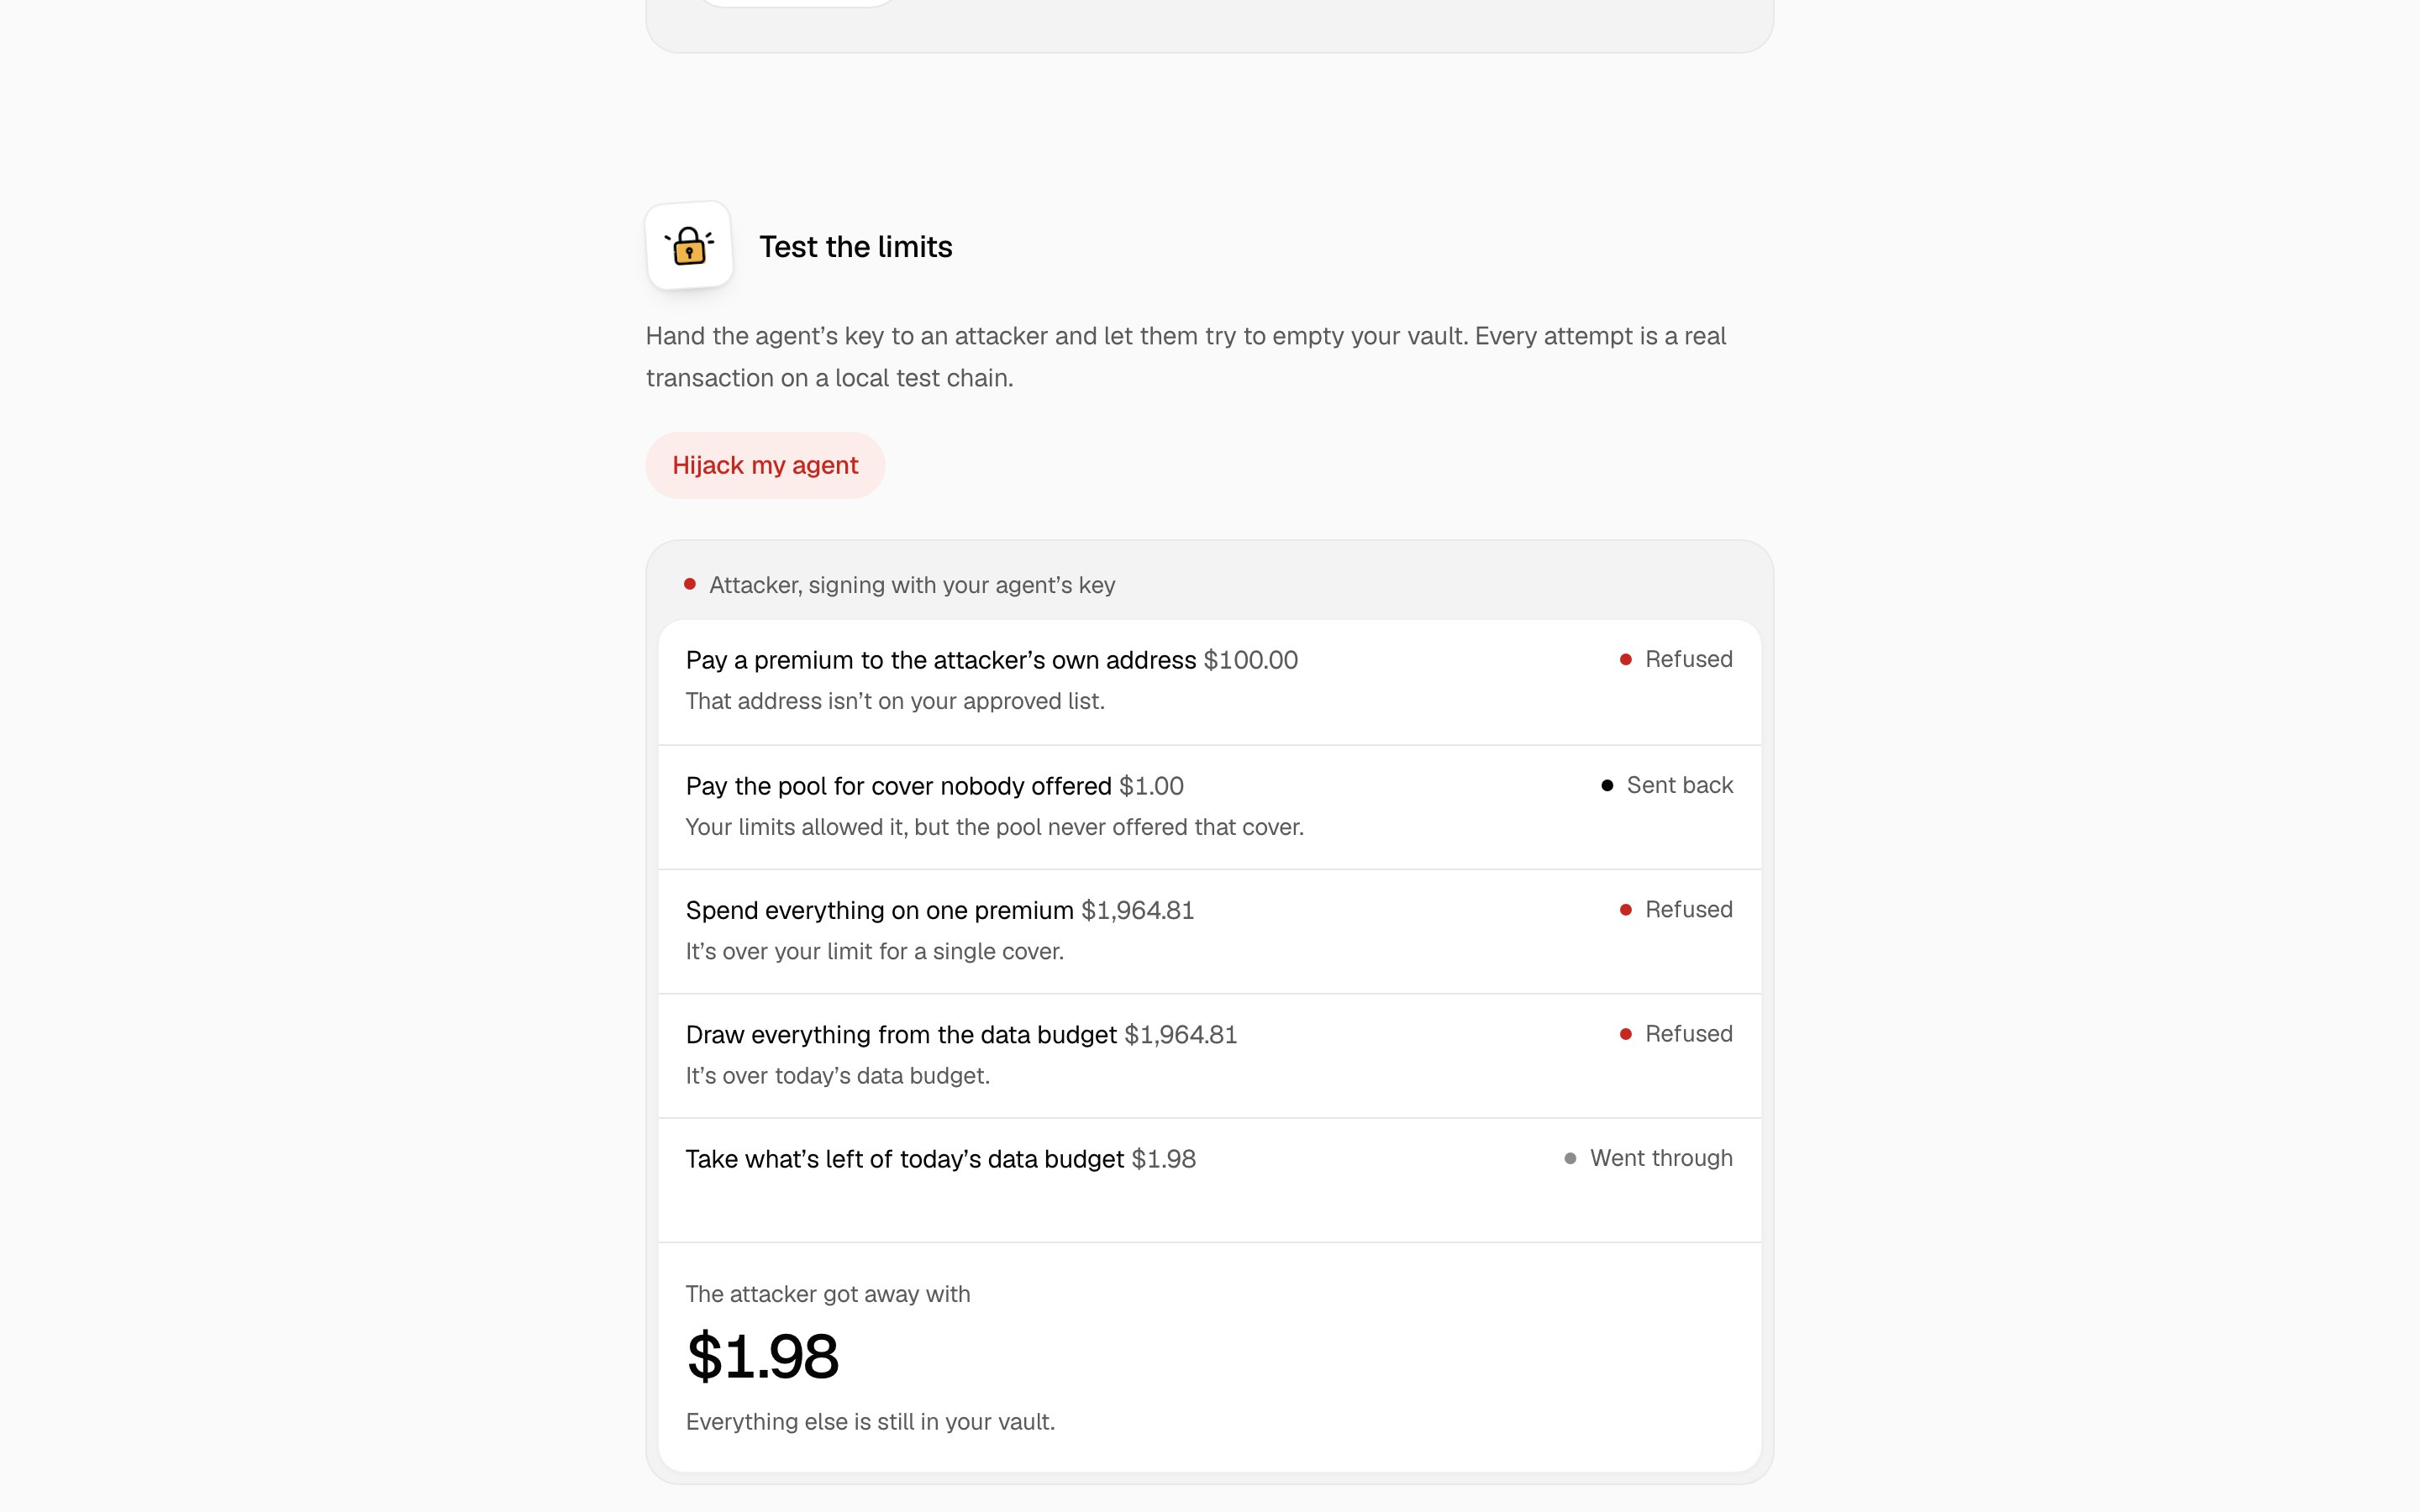 Test the limits
Hand the agent’s key to an attacker and let them try to empty your vault. Every attempt is a real
transaction on a local test chain.
Hijack my agent
Attacker, signing with your agent’s key
Pay a premium to the attacker’s own address $100.00 Refused
That address isn’t on your approved list.
Pay the pool for cover nobody offered $1.00 Sent back
Your limits allowed it, but the pool never offered that cover.
Spend everything on one premium $1,964.81 Refused
It’s over your limit for a single cover.
Draw everything from the data budget $1,964.81 Refused
It’s over today’s data budget.
Take what’s left of today’s data budget $1.98 Went through
The attacker got away with
$1.98
Everything else is still in your vault.